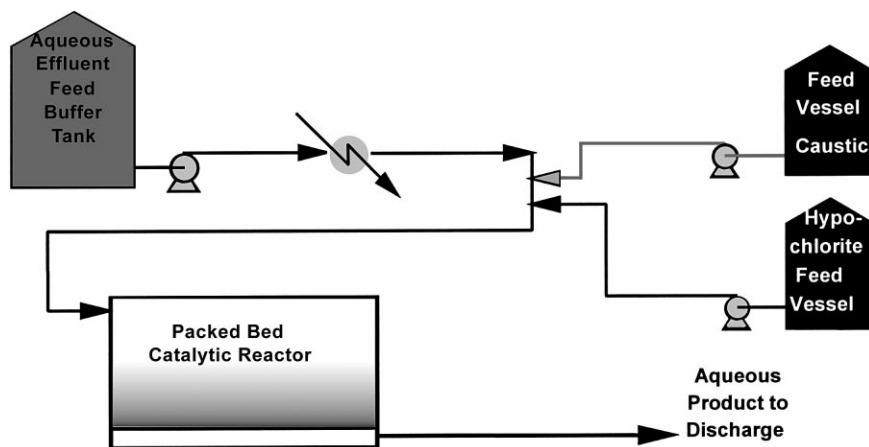 Aqueous
Effluent
Feed
Buffer
Tank
Feed
Vessel
Caustic
Hypo-
chlorite
Feed
Vessel
Packed Bed
Catalytic Reactor
Aqueous
Product to
Discharge